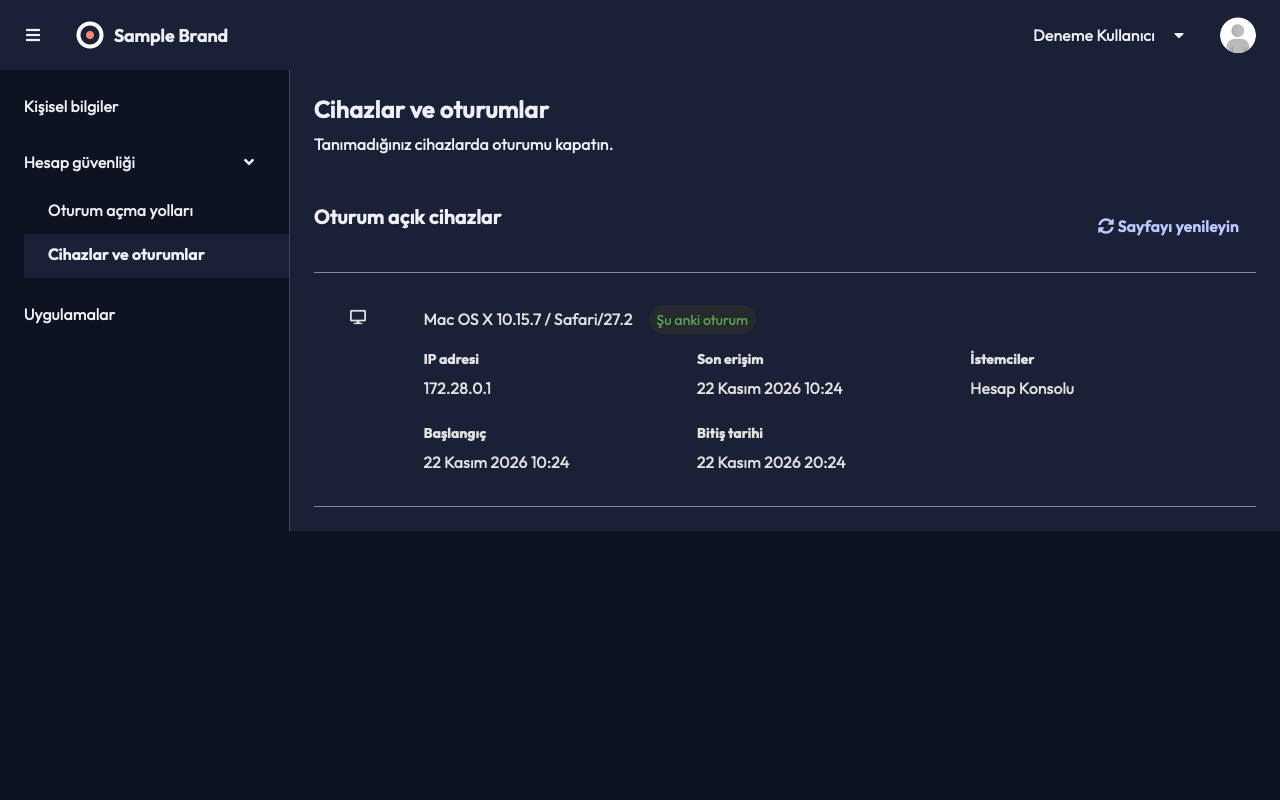 Sample Brand
Deneme Kullanıcı
Kişisel bilgiler
Hesap güvenliği
Oturum açma yolları
Cihazlar ve oturumlar
Uygulamalar
Cihazlar ve oturumlar
Tanımadığınız cihazlarda oturumu kapatın.
Oturum açık cihazlar
Sayfayı yenileyin
Mac OS X 10.15.7 / Safari/27.2
Şu anki oturum
IP adresi
172.28.0.1
Son erişim
22 Kasım 2026 10:24
İstemciler
Hesap Konsolu
Başlangıç
22 Kasım 2026 10:24
Bitiş tarihi
22 Kasım 2026 20:24